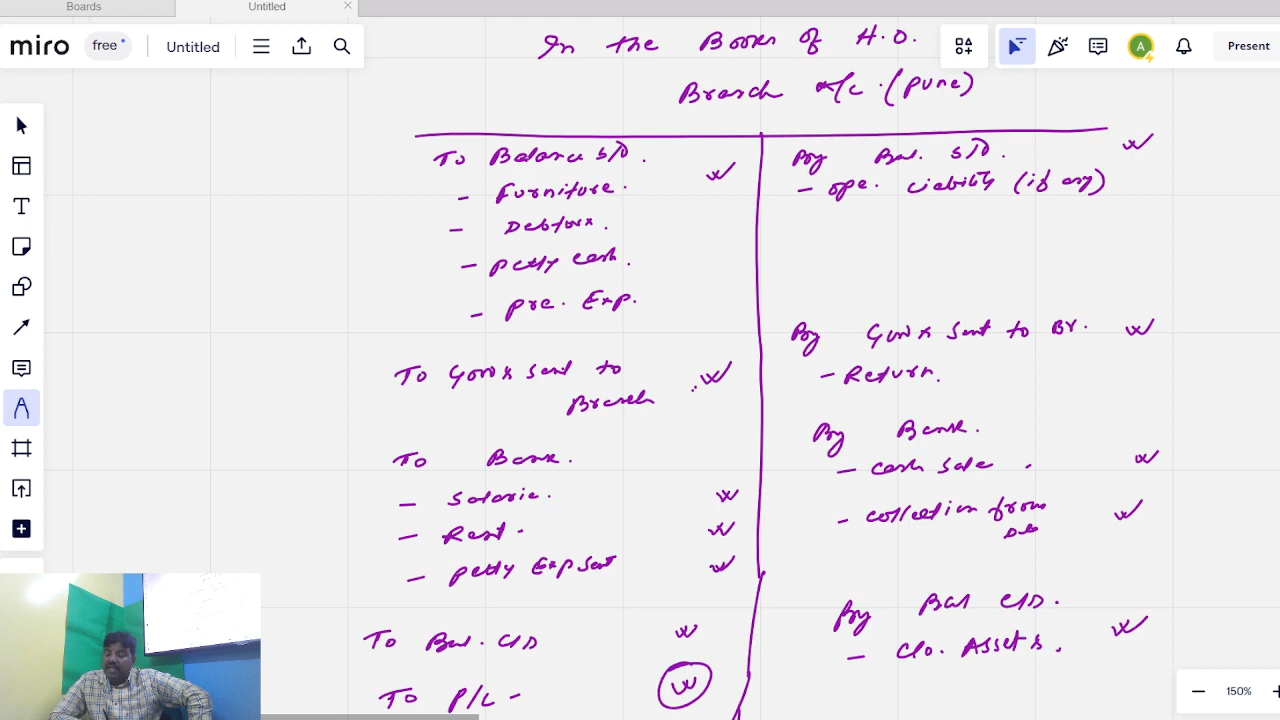 Boards
Untitled
miro
free
Untitled
Present
In the Books of H.O.
Branch A/c. (pune)
To Balance b/D.
- Furniture.
- Debtors.
- petty cash.
- pre. Exp.
To Goods sent to
Branch
To Bank.
- Salarie.
- Rent.
- petty Exp sent
To Bal. C/D
To P/L -
By Bal. b/D.
- ope. Liability (if any)
By Goods sent to Br.
- Return.
By Bank.
- cash sale
- collection from
Deb
By Bal C/D.
- Clo. Assets.
150%